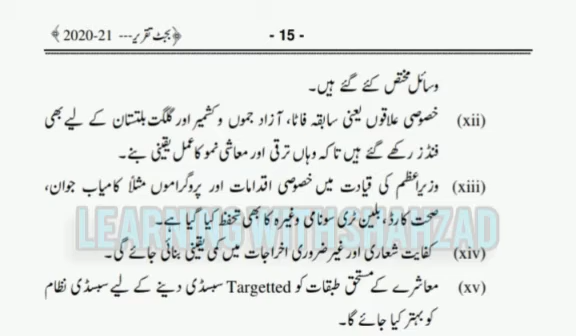 ﴿بجٹ تقریر --- 2020-21﴾ - 15 -
وسائل مختص کئے گئے ہیں۔
(xii) خصوصی علاقوں یعنی سابقہ فاٹا، آزاد جموں و کشمیر اور گلگت بلتستان کے لیے بھی
فنڈز رکھے گئے ہیں تاکہ وہاں ترقی اور معاشی نمو کا عمل یقینی بنے۔
(xiii) وزیراعظم کی قیادت میں خصوصی اقدامات اور پروگراموں مثلاً کامیاب جوان،
صحت کارڈ، بلین ٹری سونامی وغیرہ کا بھی تحفظ کیا گیا ہے۔
LEARNING WITH SHAHZAD
(xiv) کفایت شعاری اور غیر ضروری اخراجات میں کمی یقینی بنائی جائے گی۔
(xv) معاشرے کے مستحق طبقات کو Targetted سبسڈی دینے کے لیے سبسڈی نظام
کو بہتر کیا جائے گا۔